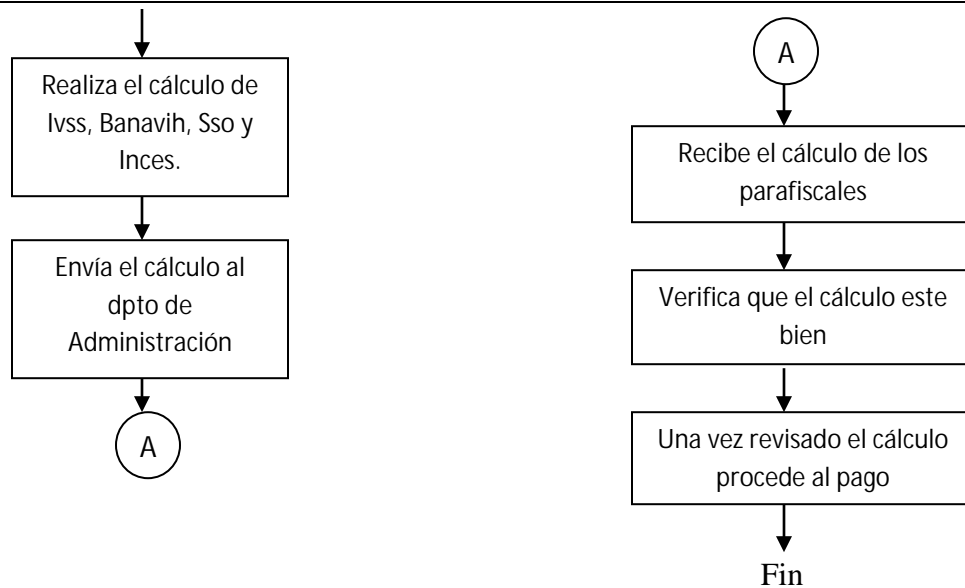 Realiza el cálculo de
Ivss, Banavih, Sso y
Inces.
Envía el cálculo al
dpto de
Administración
A
A
Recibe el cálculo de los
parafiscales
Verifica que el cálculo este
bien
Una vez revisado el cálculo
procede al pago
Fin